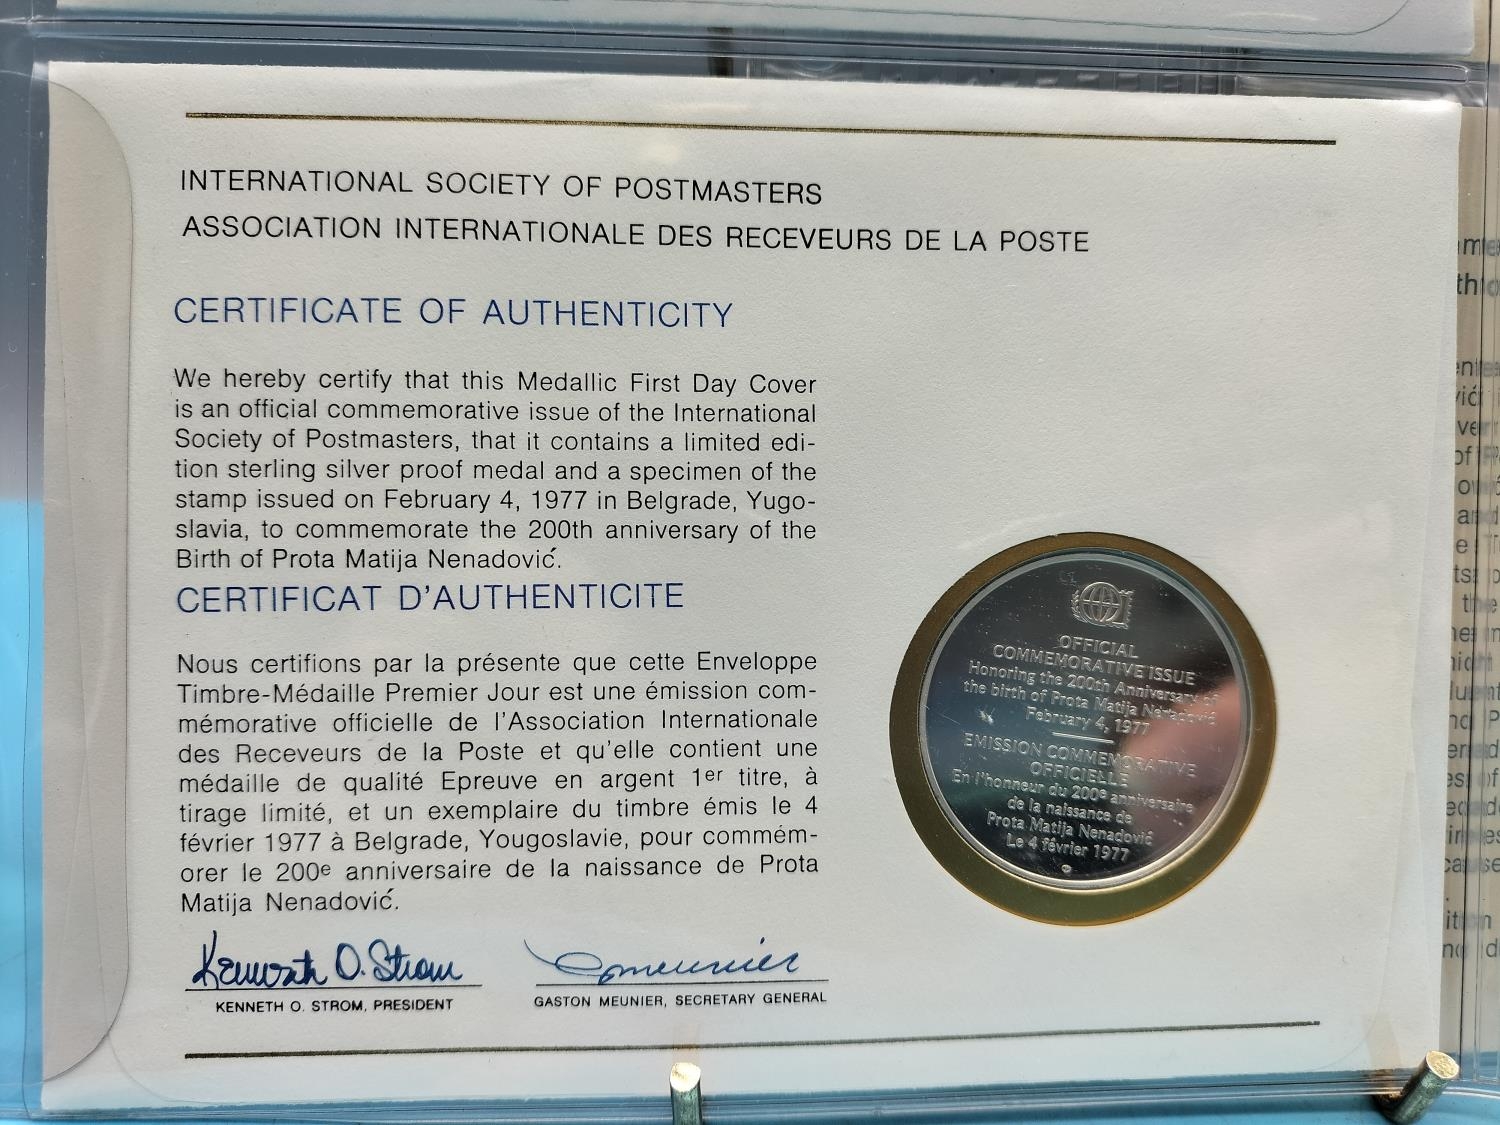 INTERNATIONAL SOCIETY OF POSTMASTERS
ASSOCIATION INTERNATIONALE DES RECEVEURS DE LA POSTE
CERTIFICATE OF AUTHENTICITY
We hereby certify that this Medallic First Day Cover
is an official commemorative issue of the International
Society of Postmasters, that it contains a limited edi-
tion sterling silver proof medal and a specimen of the
stamp issued on February 4, 1977 in Belgrade, Yugo-
slavia, to commemorate the 200th anniversary of the
Birth of Prota Matija Nenadović.
CERTIFICAT D'AUTHENTICITE
Nous certifions par la présente que cette Enveloppe
Timbre-Médaille Premier Jour est une émission com-
mémorative officielle de l'Association Internationale
des Receveurs de la Poste et qu'elle contient une
médaille de qualité Epreuve en argent 1er titre, à
tirage limité, et un exemplaire du timbre émis le 4
février 1977 à Belgrade, Yougoslavie, pour commém-
orer le 200e anniversaire de la naissance de Prota
Matija Nenadović.
Kenneth O. Strom
KENNETH O. STROM, PRESIDENT
GMeunier
GASTON MEUNIER, SECRETARY GENERAL
OFFICIAL
COMMEMORATIVE ISSUE
Honoring the 200th Anniversary of
the birth of Prota Matija Nenadović
February 4, 1977
EMISSION COMMEMORATIVE
OFFICIELLE
En l'honneur du 200e anniversaire
de la naissance de
Prota Matija Nenadović
Le 4 février 1977